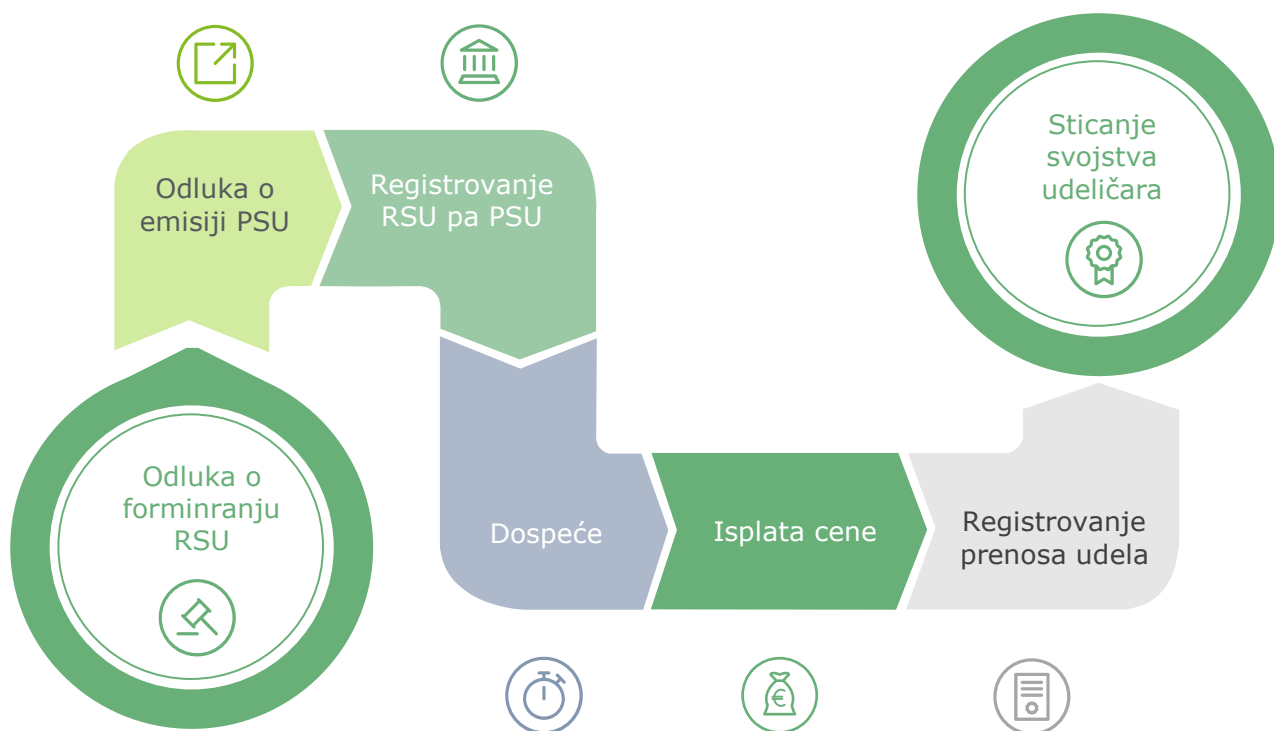 Odluka o
forminranju
RSU
Odluka o
emisiji PSU
Registrovanje
RSU pa PSU
Dospeće
Isplata cene
€
Registrovanje
prenosa udela
Sticanje
svojstva
udeličara